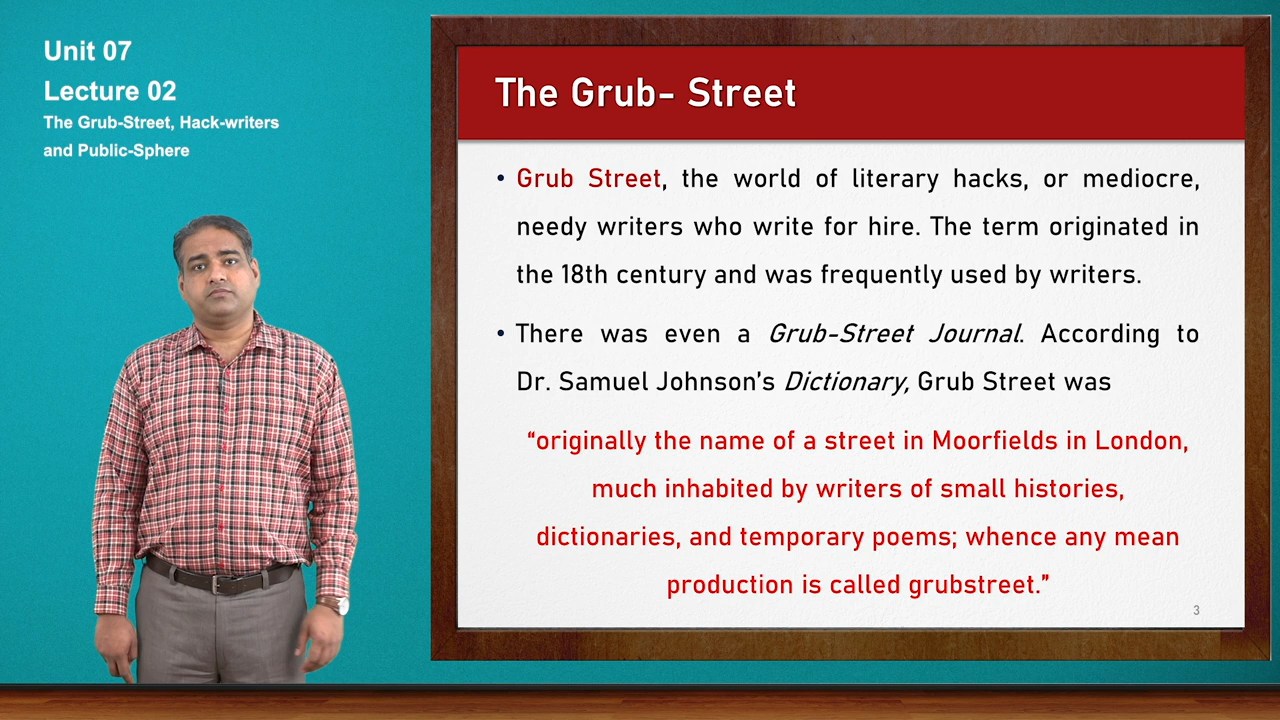 Unit 07
Lecture 02
The Grub-Street, Hack-writers
and Public-Sphere
The Grub- Street
• Grub Street, the world of literary hacks, or mediocre,
needy writers who write for hire. The term originated in
the 18th century and was frequently used by writers.
• There was even a Grub-Street Journal. According to
Dr. Samuel Johnson’s Dictionary, Grub Street was
“originally the name of a street in Moorfields in London,
much inhabited by writers of small histories,
dictionaries, and temporary poems; whence any mean
production is called grubstreet.”
3